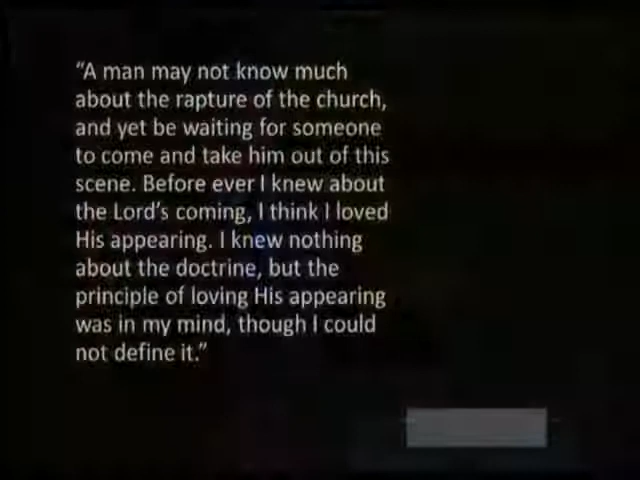 “A man may not know much
about the rapture of the church,
and yet be waiting for someone
to come and take him out of this
scene. Before ever I knew about
the Lord’s coming, I think I loved
His appearing. I knew nothing
about the doctrine, but the
principle of loving His appearing
was in my mind, though I could
not define it.”